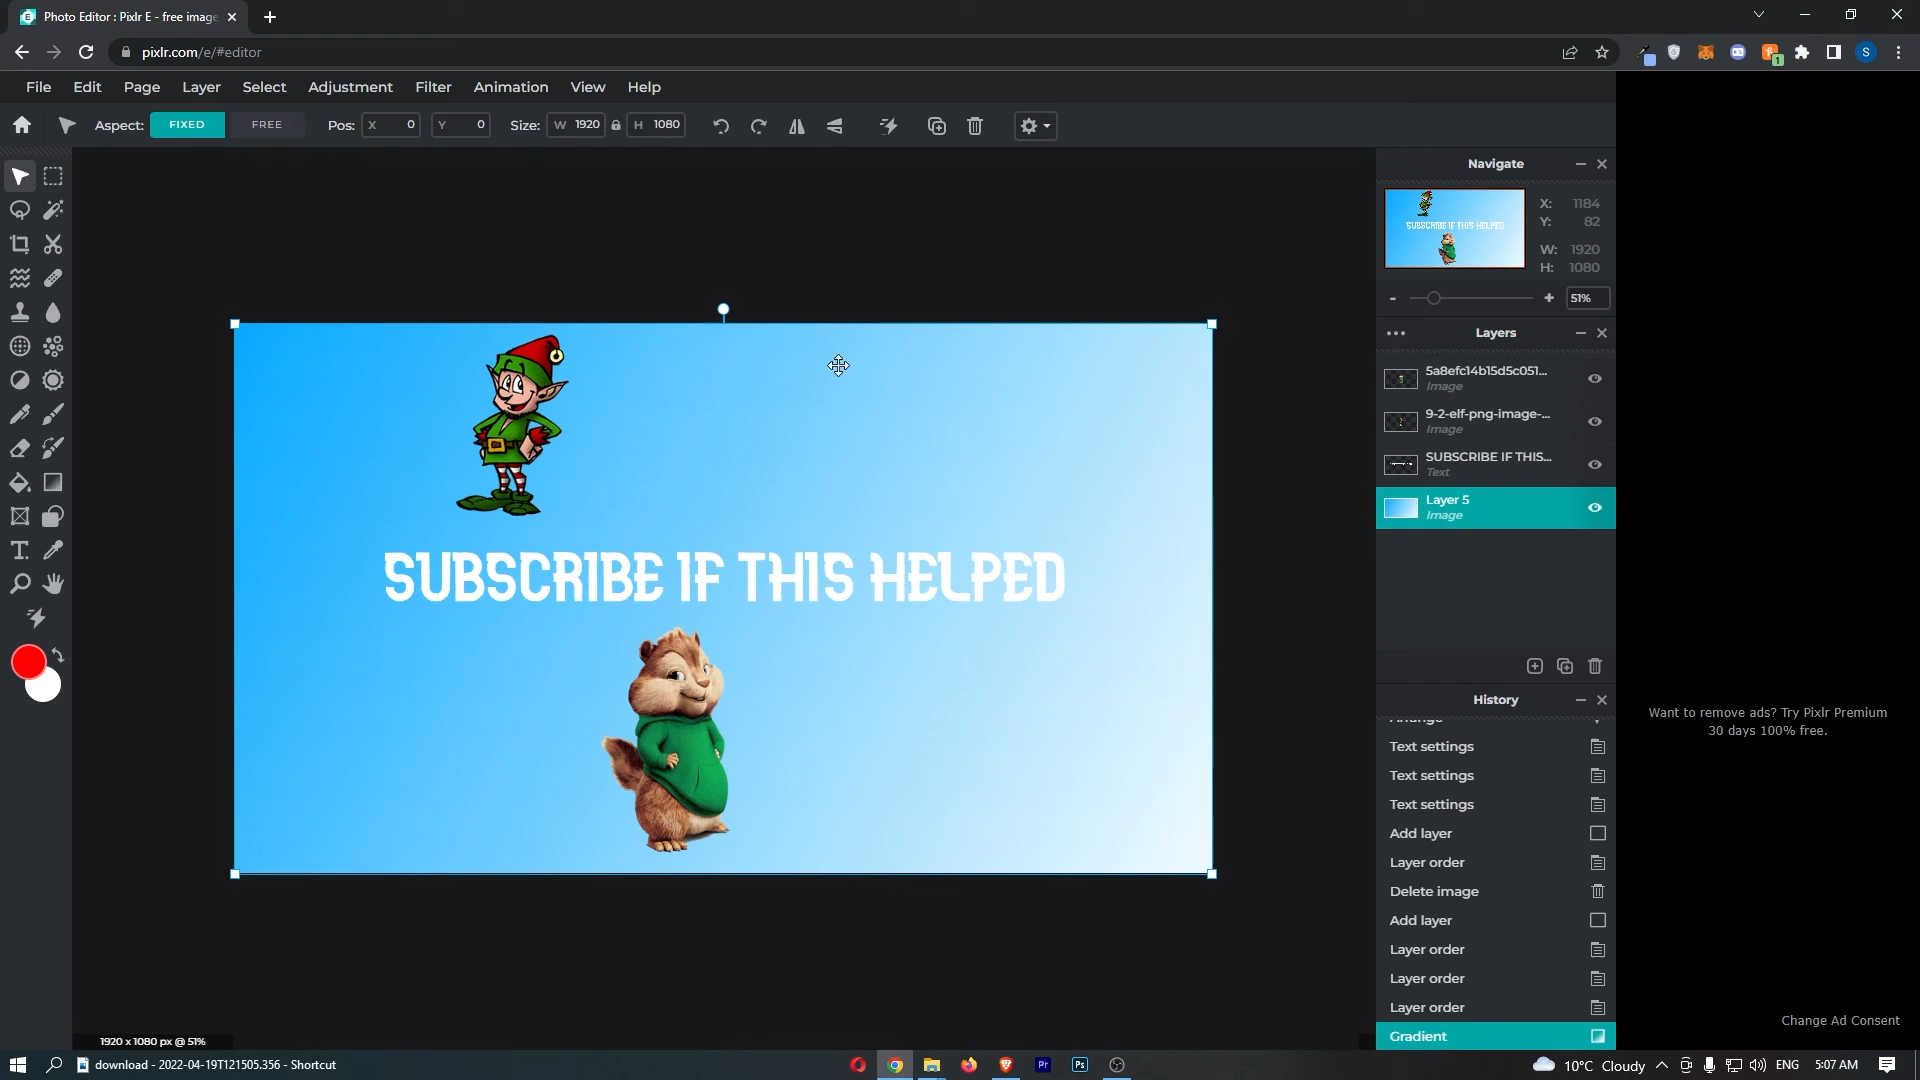 Photo Editor : Pixlr E - free image
pixlr.com/e/#editor
S
1
File Edit Page Layer Select Adjustment Filter Animation View Help
Aspect: FIXED FREE Pos: X 0 Y 0 Size: W 1920 H 1080
Navigate
X: 1184
Y: 82
W: 1920
H: 1080
- + 51%
Layers
5a8efc14b15d5c051...
Image
9-2-elf-png-image-...
Image
SUBSCRIBE IF THIS...
Text
Layer 5
Image
SUBSCRIBE IF THIS HELPED
History
Arrange
Text settings
Text settings
Text settings
Add layer
Layer order
Delete image
Add layer
Layer order
Layer order
Layer order
Gradient
Want to remove ads? Try Pixlr Premium
30 days 100% free.
Change Ad Consent
1920 x 1080 px @ 51%
download - 2022-04-19T121505.356 - Shortcut
Pr
Ps
10°C Cloudy
ENG
5:07 AM